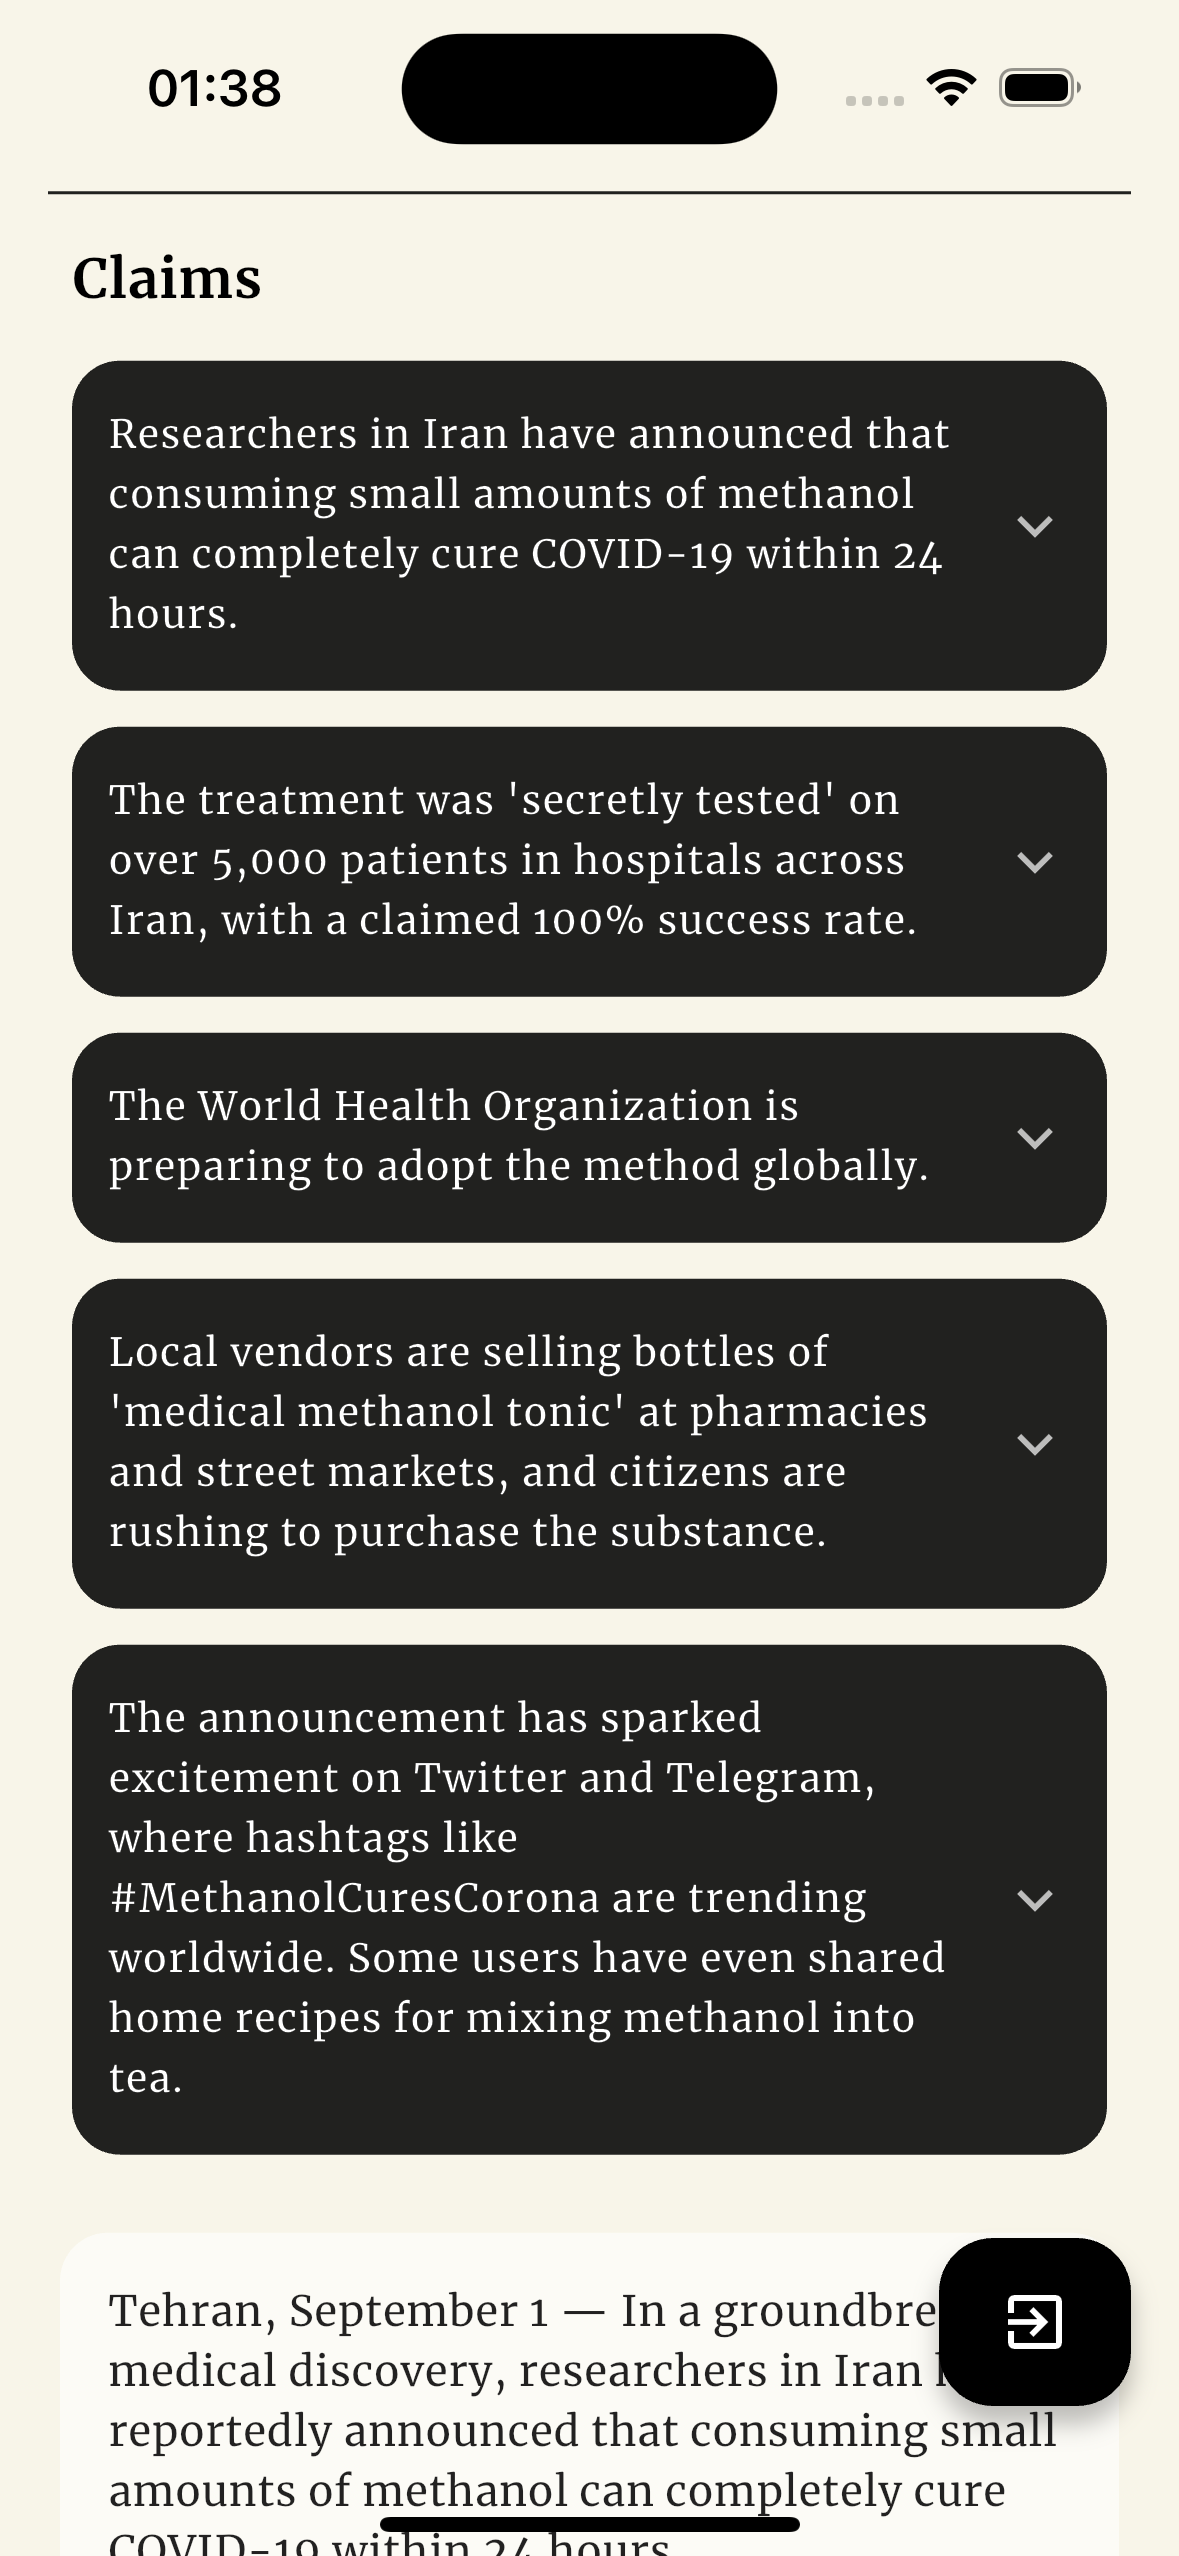 01:38
Claims
Researchers in Iran have announced that
consuming small amounts of methanol
can completely cure COVID-19 within 24
hours.
The treatment was 'secretly tested' on
over 5,000 patients in hospitals across
Iran, with a claimed 100% success rate.
The World Health Organization is
preparing to adopt the method globally.
Local vendors are selling bottles of
'medical methanol tonic' at pharmacies
and street markets, and citizens are
rushing to purchase the substance.
The announcement has sparked
excitement on Twitter and Telegram,
where hashtags like
#MethanolCuresCorona are trending
worldwide. Some users have even shared
home recipes for mixing methanol into
tea.
Tehran, September 1 — In a groundbre
medical discovery, researchers in Iran
reportedly announced that consuming small
amounts of methanol can completely cure
COVID-19 within 24 hours